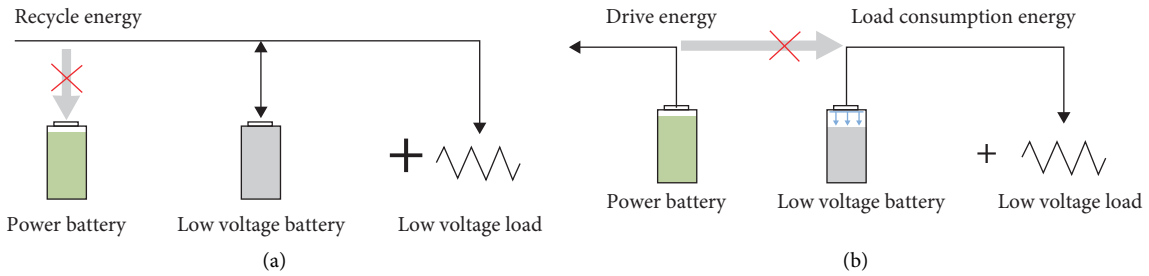 Recycle energy
Power battery
Low voltage battery
Low voltage load
(a)
Drive energy
Load consumption energy
Power battery
Low voltage battery
Low voltage load
(b)